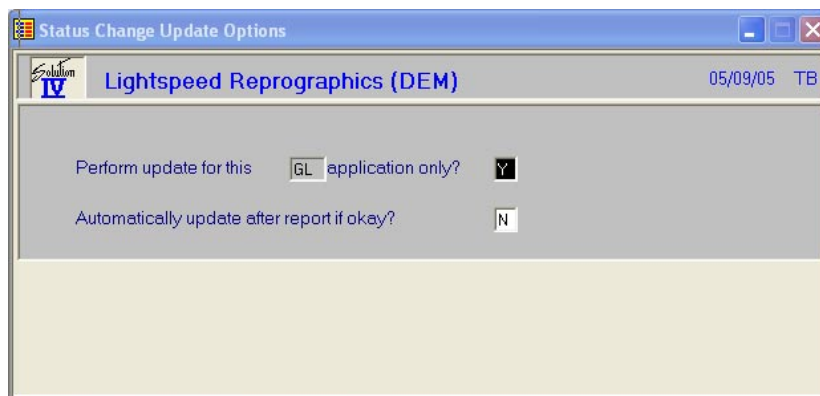 Status Change Update Options
Solution IV Lightspeed Reprographics (DEM) 05/09/05 TB
Perform update for this GL application only? Y
Automatically update after report if okay? N